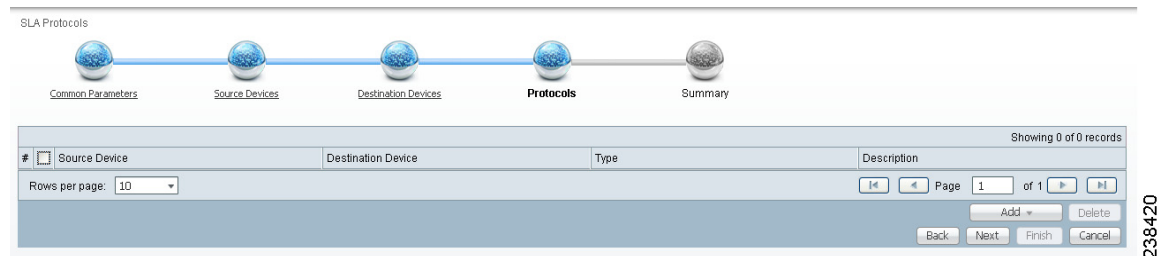 SLA Protocols
Common Parameters Source Devices Destination Devices Protocols Summary
Showing 0 of 0 records
# Source Device Destination Device Type Description
Rows per page: 10 Page 1 of 1
Add Delete
Back Next Finish Cancel
238420